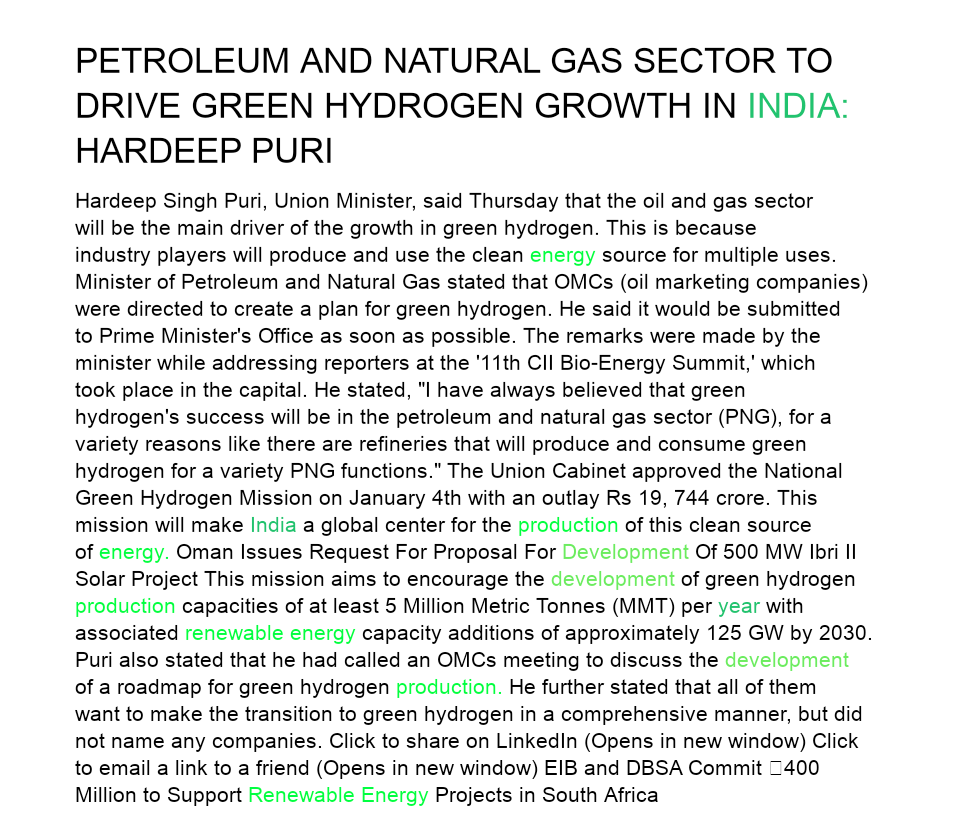 PETROLEUM AND NATURAL GAS SECTOR TO
DRIVE GREEN HYDROGEN GROWTH IN INDIA:
HARDEEP PURI
Hardeep Singh Puri, Union Minister, said Thursday that the oil and gas sector
will be the main driver of the growth in green hydrogen. This is because
industry players will produce and use the clean energy source for multiple uses.
Minister of Petroleum and Natural Gas stated that OMCs (oil marketing companies)
were directed to create a plan for green hydrogen. He said it would be submitted
to Prime Minister's Office as soon as possible. The remarks were made by the
minister while addressing reporters at the '11th CII Bio-Energy Summit,' which
took place in the capital. He stated, "I have always believed that green
hydrogen's success will be in the petroleum and natural gas sector (PNG), for a
variety reasons like there are refineries that will produce and consume green
hydrogen for a variety PNG functions." The Union Cabinet approved the National
Green Hydrogen Mission on January 4th with an outlay Rs 19, 744 crore. This
mission will make India a global center for the production of this clean source
of energy. Oman Issues Request For Proposal For Development Of 500 MW Ibri II
Solar Project This mission aims to encourage the development of green hydrogen
production capacities of at least 5 Million Metric Tonnes (MMT) per year with
associated renewable energy capacity additions of approximately 125 GW by 2030.
Puri also stated that he had called an OMCs meeting to discuss the development
of a roadmap for green hydrogen production. He further stated that all of them
want to make the transition to green hydrogen in a comprehensive manner, but did
not name any companies. Click to share on LinkedIn (Opens in new window) Click
to email a link to a friend (Opens in new window) EIB and DBSA Commit □400
Million to Support Renewable Energy Projects in South Africa